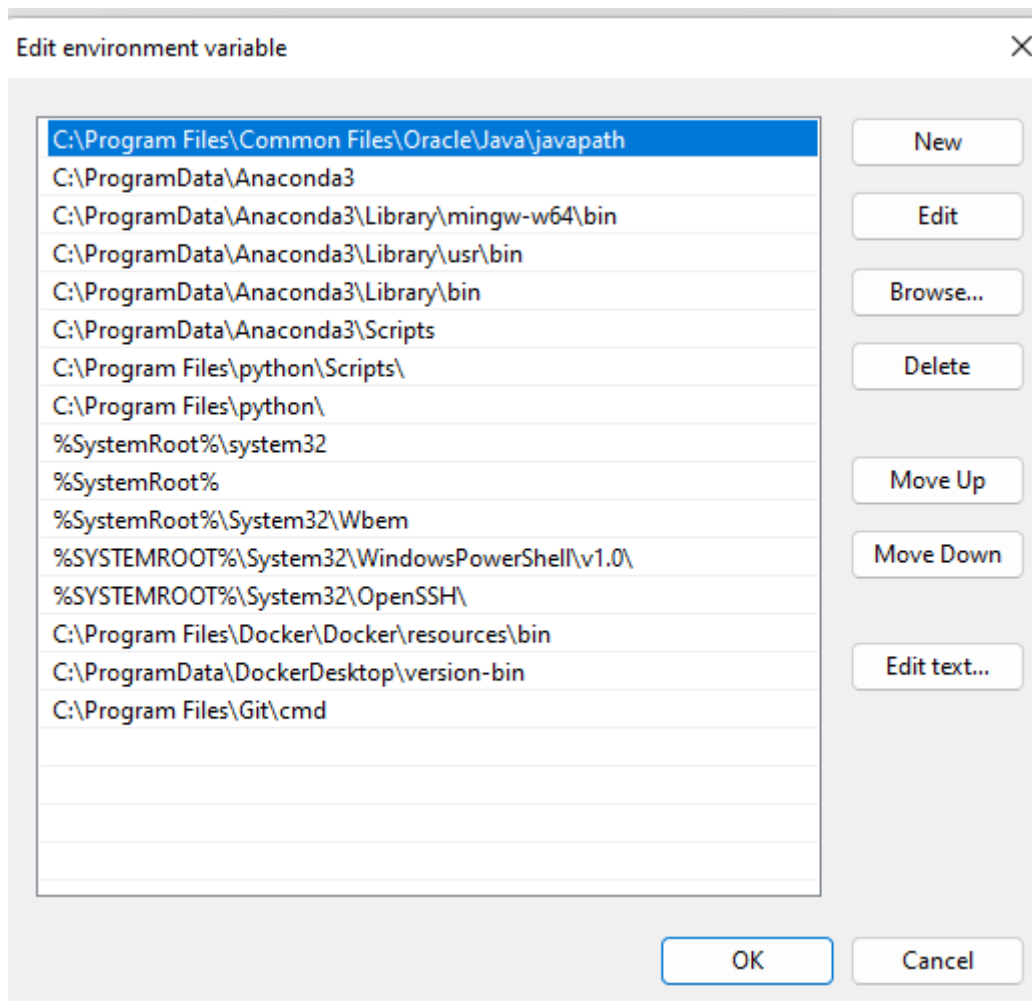 Edit environment variable
C:\Program Files\Common Files\Oracle\Java\javapath
New
C:\ProgramData\Anaconda3
C:\ProgramData\Anaconda3\Library\mingw-w64\bin
Edit
C:\ProgramData\Anaconda3\Library\usr\bin
C:\ProgramData\Anaconda3\Library\bin
Browse...
C:\ProgramData\Anaconda3\Scripts
C:\Program Files\python\Scripts\
Delete
C:\Program Files\python\
%SystemRoot%\system32
%SystemRoot%
Move Up
%SystemRoot%\System32\Wbem
%SYSTEMROOT%\System32\WindowsPowerShell\v1.0\
Move Down
%SYSTEMROOT%\System32\OpenSSH\
C:\Program Files\Docker\Docker\resources\bin
C:\ProgramData\DockerDesktop\version-bin
Edit text...
C:\Program Files\Git\cmd
OK
Cancel